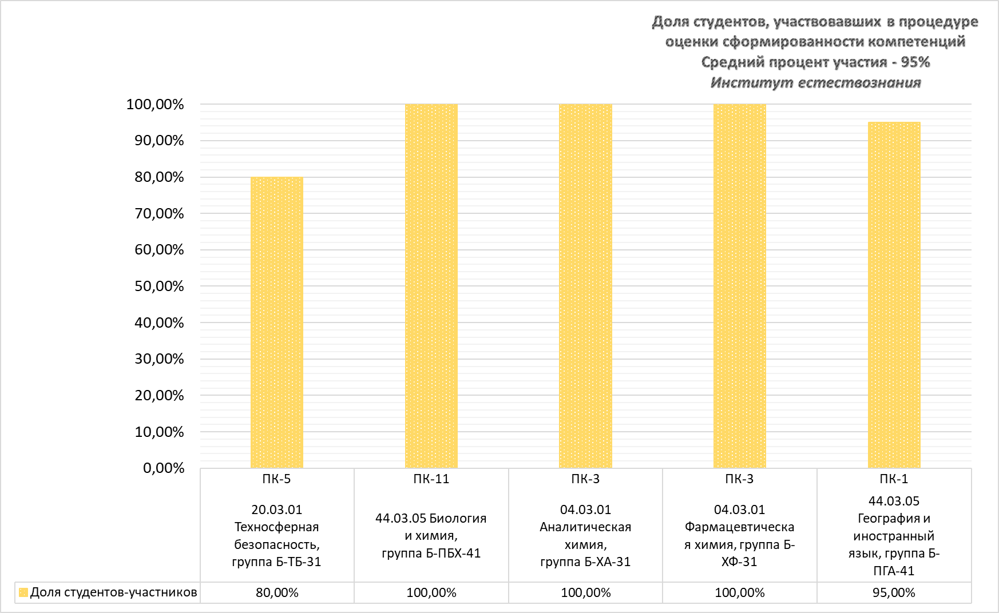 Доля студентов, участвовавших в процедуре
оценки сформированности компетенций
Средний процент участия - 95%
Институт естествознания
100,00%
90,00%
80,00%
70,00%
60,00%
50,00%
40,00%
30,00%
20,00%
10,00%
0,00%
ПК-5
20.03.01
Техносферная
безопасность,
группа Б-ТБ-31
ПК-11
44.03.05 Биология
и химия,
группа Б-ПБХ-41
ПК-3
04.03.01
Аналитическая
химия,
группа Б-ХА-31
ПК-3
04.03.01
Фармацевтическа
я химия, группа Б-
ХФ-31
ПК-1
44.03.05
География и
иностранный
язык, группа Б-
ПГА-41
Доля студентов-участников
80,00%
100,00%
100,00%
100,00%
95,00%